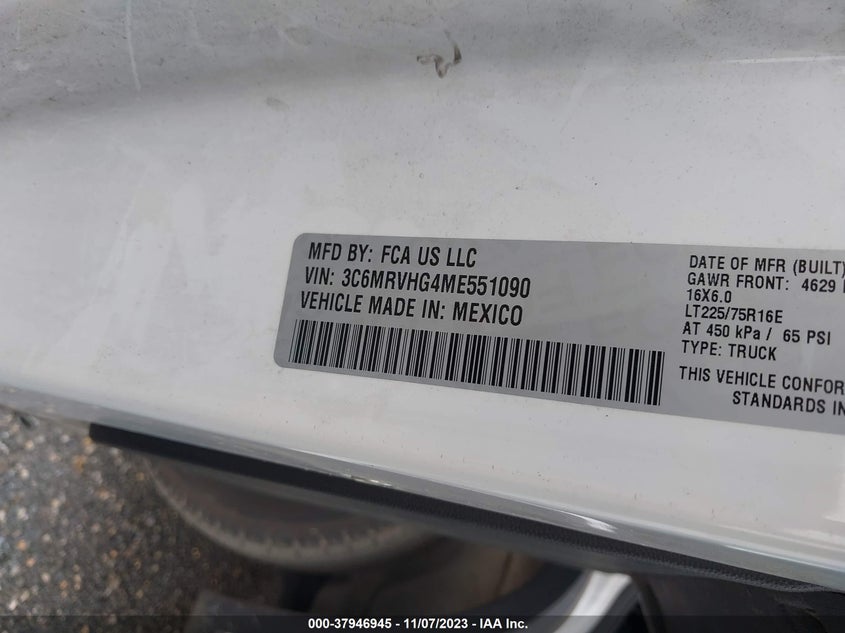 MFD BY: FCA US LLC
VIN: 3C6MRVHG4ME551090
VEHICLE MADE IN: MEXICO
DATE OF MFR (BUILT)
GAWR FRONT: 4629
16X6.0
LT225/75R16E
AT 450 kPa / 65 PSI
TYPE: TRUCK
THIS VEHICLE CONFOR
STANDARDS IN
000-37946945 - 11/07/2023 - IAA Inc.